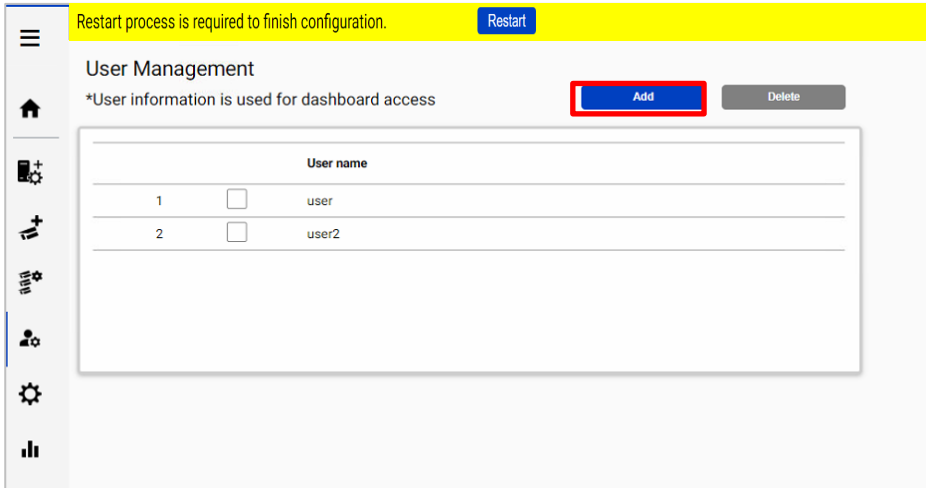 Restart process is required to finish configuration. Restart
User Management
*User information is used for dashboard access Add Delete
User name
1 user
2 user2